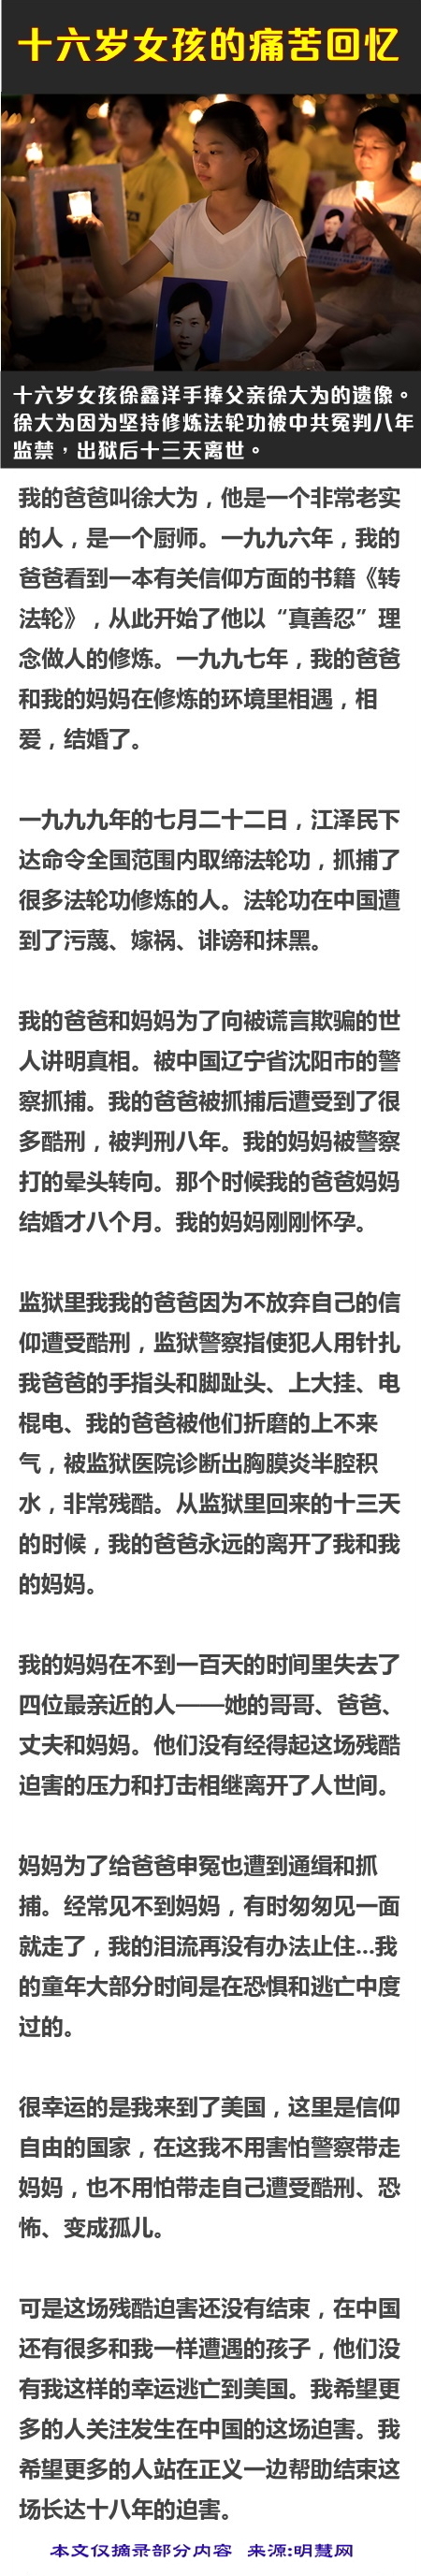 十六岁女孩的痛苦回忆
十六岁女孩徐鑫洋手捧父亲徐大为的遗像。
徐大为因为坚持修炼法轮功被中共冤判八年
监禁，出狱后十三天离世。
我的爸爸叫徐大为，他是一个非常老实
的人，是一个厨师。一九九六年，我的
爸爸看到一本有关信仰方面的书籍《转
法轮》，从此开始了他以“真善忍”理
念做人的修炼。一九九七年，我的爸爸
和我的妈妈在修炼的环境里相遇，相
爱，结婚了。
一九九九年的七月二十二日，江泽民下
达命令全国范围内取缔法轮功，抓捕了
很多法轮功修炼的人。法轮功在中国遭
到了污蔑、嫁祸、诽谤和抹黑。
我的爸爸和妈妈为了向被谎言欺骗的世
人讲明真相。被中国辽宁省沈阳市的警
察抓捕。我的爸爸被抓捕后遭受到了很
多酷刑，被判刑八年。我的妈妈被警察
打的晕头转向。那个时候我的爸爸妈妈
结婚才八个月。我的妈妈刚刚怀孕。
监狱里我我的爸爸因为不放弃自己的信
仰遭受酷刑，监狱警察指使犯人用针扎
我爸爸的手指头和脚趾头、上大挂、电
棍电、我的爸爸被他们折磨的上不来
气，被监狱医院诊断出胸膜炎半腔积
水，非常残酷。从监狱里回来的十三天
的时候，我的爸爸永远的离开了我和我
的妈妈。
我的妈妈在不到一百天的时间里失去了
四位最亲近的人——她的哥哥、爸爸、
丈夫和妈妈。他们没有经得起这场残酷
迫害的压力和打击相继离开了人世间。
妈妈为了给爸爸申冤也遭到通缉和抓
捕。经常见不到妈妈，有时匆匆见一面
就走了，我的泪流再没有办法止住...我
的童年大部分时间是在恐惧和逃亡中度
过的。
很幸运的是我来到了美国，这里是信仰
自由的国家，在这我不用害怕警察带走
妈妈，也不用怕带走自己遭受酷刑、恐
怖、变成孤儿。
可是这场残酷迫害还没有结束，在中国
还有很多和我一样遭遇的孩子，他们没
有我这样的幸运逃亡到美国。我希望更
多的人关注发生在中国的这场迫害。我
希望更多的人站在正义一边帮助结束这
场长达十八年的迫害。
本文仅摘录部分内容 来源:明慧网